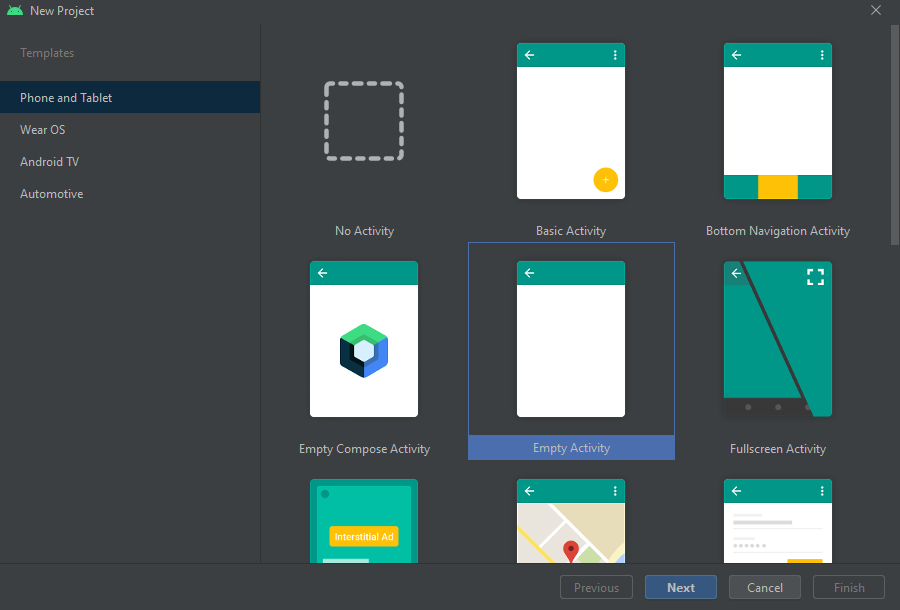 New Project
Templates
Phone and Tablet
Wear OS
Android TV
Automotive
No Activity
Basic Activity
Bottom Navigation Activity
Empty Compose Activity
Empty Activity
Fullscreen Activity
Interstitial Ad
Previous
Next
Cancel
Finish